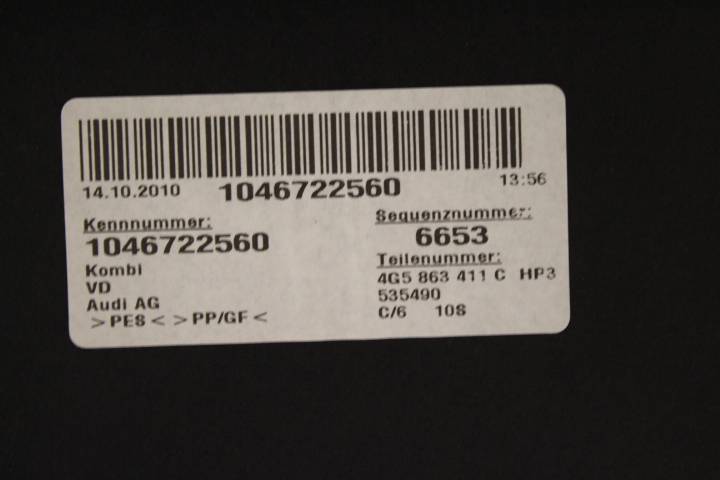 14.10.2010 1046722560 13:56
Kennnummer:
1046722560
Kombi
VD
Audi AG
>PES< >PP/GF<
Sequenznummer:
6653
Teilenummer:
4G5 863 411 C HP3
535490
C/6 10S